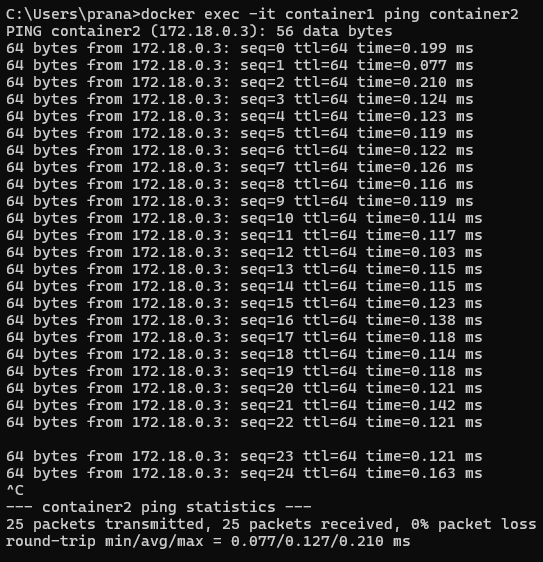 C:\Users\prana>docker exec -it container1 ping container2
PING container2 (172.18.0.3): 56 data bytes
64 bytes from 172.18.0.3: seq=0 ttl=64 time=0.199 ms
64 bytes from 172.18.0.3: seq=1 ttl=64 time=0.077 ms
64 bytes from 172.18.0.3: seq=2 ttl=64 time=0.210 ms
64 bytes from 172.18.0.3: seq=3 ttl=64 time=0.124 ms
64 bytes from 172.18.0.3: seq=4 ttl=64 time=0.123 ms
64 bytes from 172.18.0.3: seq=5 ttl=64 time=0.119 ms
64 bytes from 172.18.0.3: seq=6 ttl=64 time=0.122 ms
64 bytes from 172.18.0.3: seq=7 ttl=64 time=0.126 ms
64 bytes from 172.18.0.3: seq=8 ttl=64 time=0.116 ms
64 bytes from 172.18.0.3: seq=9 ttl=64 time=0.119 ms
64 bytes from 172.18.0.3: seq=10 ttl=64 time=0.114 ms
64 bytes from 172.18.0.3: seq=11 ttl=64 time=0.117 ms
64 bytes from 172.18.0.3: seq=12 ttl=64 time=0.103 ms
64 bytes from 172.18.0.3: seq=13 ttl=64 time=0.115 ms
64 bytes from 172.18.0.3: seq=14 ttl=64 time=0.115 ms
64 bytes from 172.18.0.3: seq=15 ttl=64 time=0.123 ms
64 bytes from 172.18.0.3: seq=16 ttl=64 time=0.138 ms
64 bytes from 172.18.0.3: seq=17 ttl=64 time=0.118 ms
64 bytes from 172.18.0.3: seq=18 ttl=64 time=0.114 ms
64 bytes from 172.18.0.3: seq=19 ttl=64 time=0.118 ms
64 bytes from 172.18.0.3: seq=20 ttl=64 time=0.121 ms
64 bytes from 172.18.0.3: seq=21 ttl=64 time=0.142 ms
64 bytes from 172.18.0.3: seq=22 ttl=64 time=0.121 ms
64 bytes from 172.18.0.3: seq=23 ttl=64 time=0.121 ms
64 bytes from 172.18.0.3: seq=24 ttl=64 time=0.163 ms
^C
--- container2 ping statistics ---
25 packets transmitted, 25 packets received, 0% packet loss
round-trip min/avg/max = 0.077/0.127/0.210 ms